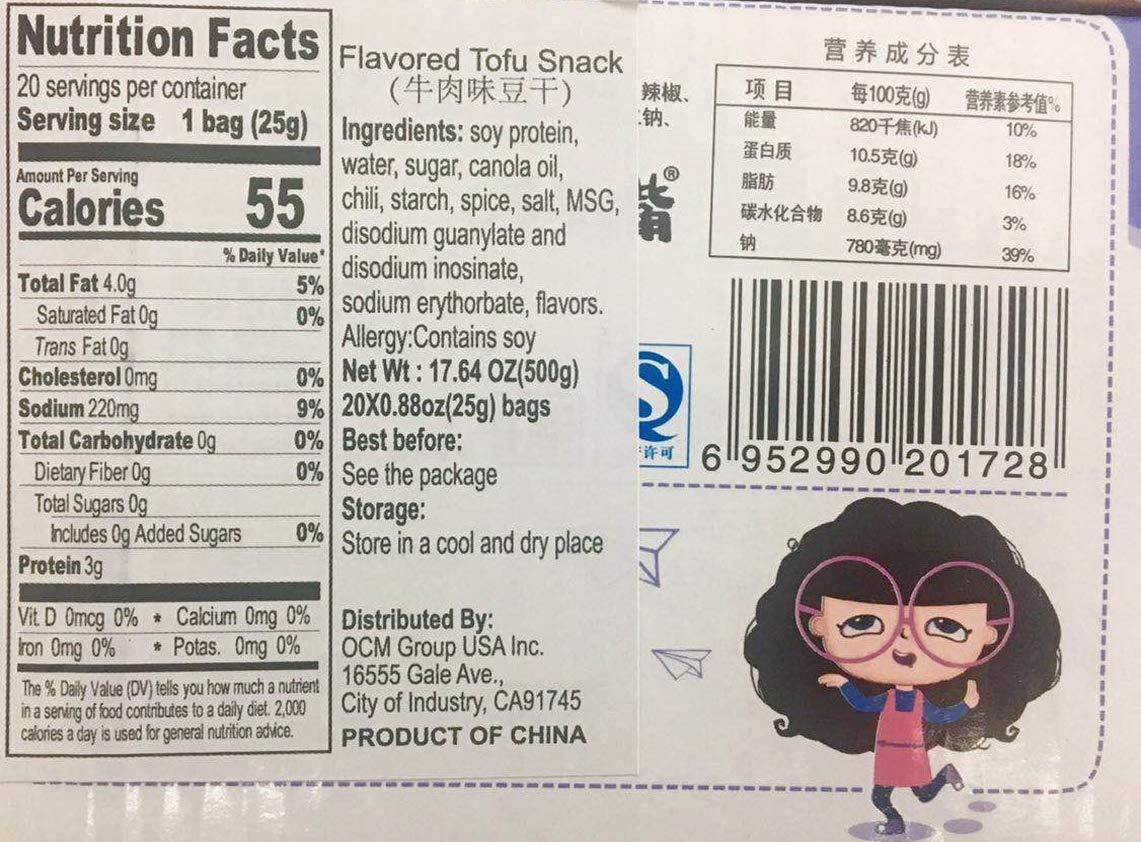 Nutrition Facts
20 servings per container
Serving size 1 bag (25g)
Amount Per Serving
Calories 55
% Daily Value*
Total Fat 4.0g 5%
Saturated Fat 0g 0%
Trans Fat 0g
Cholesterol 0mg 0%
Sodium 220mg 9%
Total Carbohydrate 0g 0%
Dietary Fiber 0g 0%
Total Sugars 0g
Includes 0g Added Sugars 0%
Protein 3g
Vit. D 0mcg 0% * Calcium 0mg 0%
Iron 0mg 0% * Potas. 0mg 0%
The % Daily Value (DV) tells you how much a nutrient
in a serving of food contributes to a daily diet. 2,000
calories a day is used for general nutrition advice.
Flavored Tofu Snack
(牛肉味豆干)
Ingredients: soy protein,
water, sugar, canola oil,
chili, starch, spice, salt, MSG,
disodium guanylate and
disodium inosinate,
sodium erythorbate, flavors.
Allergy:Contains soy
Net Wt : 17.64 OZ(500g)
20X0.88oz(25g) bags
Best before:
See the package
Storage:
Store in a cool and dry place
Distributed By:
OCM Group USA Inc.
16555 Gale Ave.,
City of Industry, CA91745
PRODUCT OF CHINA
辣椒、
钠、
®
许可
营养成分表
项目 每100克(g) 营养素参考值%
能量 820千焦(kJ) 10%
蛋白质 10.5克(g) 18%
脂肪 9.8克(g) 16%
碳水化合物 8.6克(g) 3%
钠 780毫克(mg) 39%
6 952990 201728